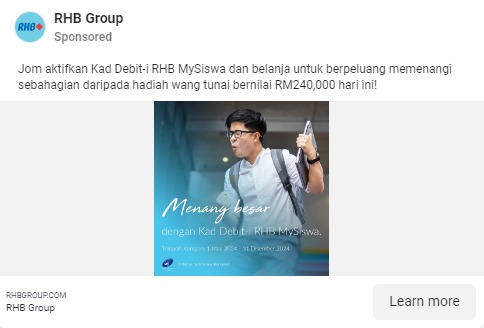 RHB
RHB Group
Sponsored
Jom aktifkan Kad Debit-i RHB MySiswa dan belanja untuk berpeluang memenangi
sebahagian daripada hadiah wang tunai bernilai RM240,000 hari ini!
Menang besar
dengan Kad Debit-i RHB MySiswa.
Tempoh Kempen: 1 Mac 2024 - 31 Disember 2024
RHBGROUP.COM
RHB Group
Learn more